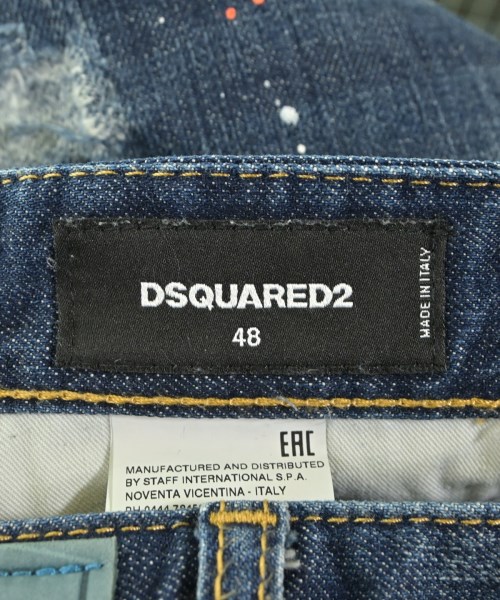 DSQUARED2
48
MADE IN ITALY
EAC
MANUFACTURED AND DISTRIBUTED
BY STAFF INTERNATIONAL S.P.A.
NOVENTA VICENTINA - ITALY